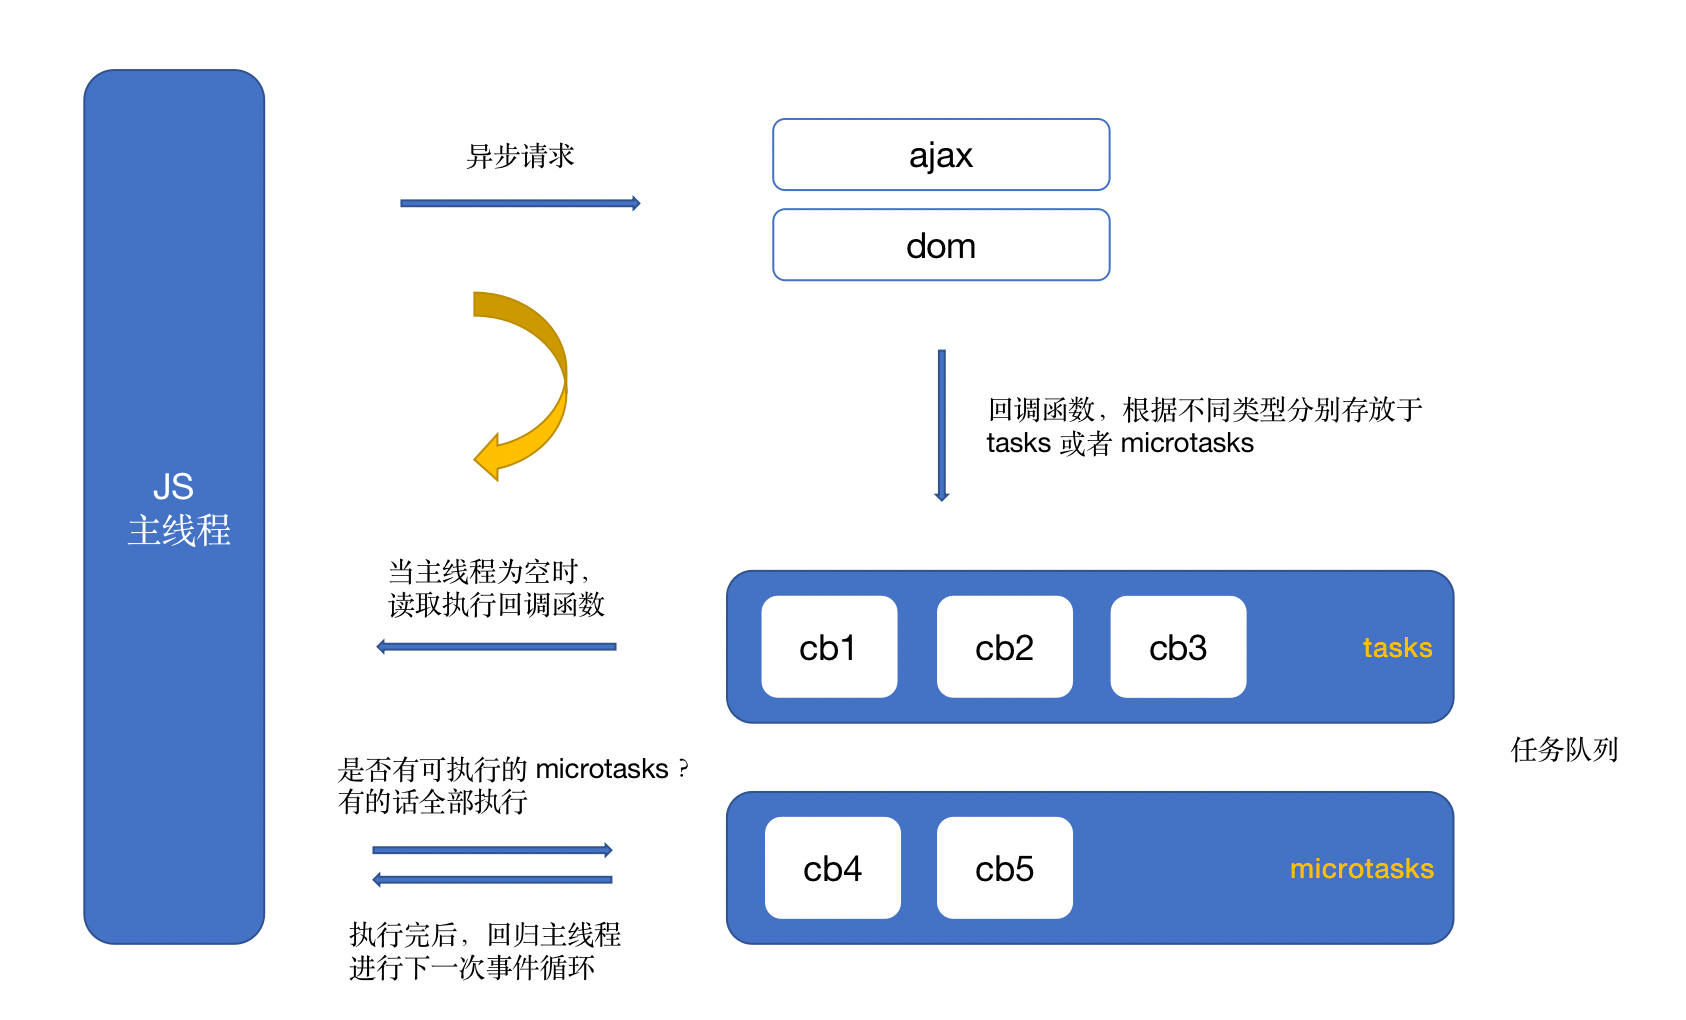 异步请求
ajax
dom
回调函数，根据不同类型分别存放于
tasks 或者 microtasks
JS
主线程
当主线程为空时，
读取执行回调函数
cb1
cb2
cb3
tasks
任务队列
是否有可执行的 microtasks ？
有的话全部执行
cb4
cb5
microtasks
执行完后，回归主线程
进行下一次事件循环